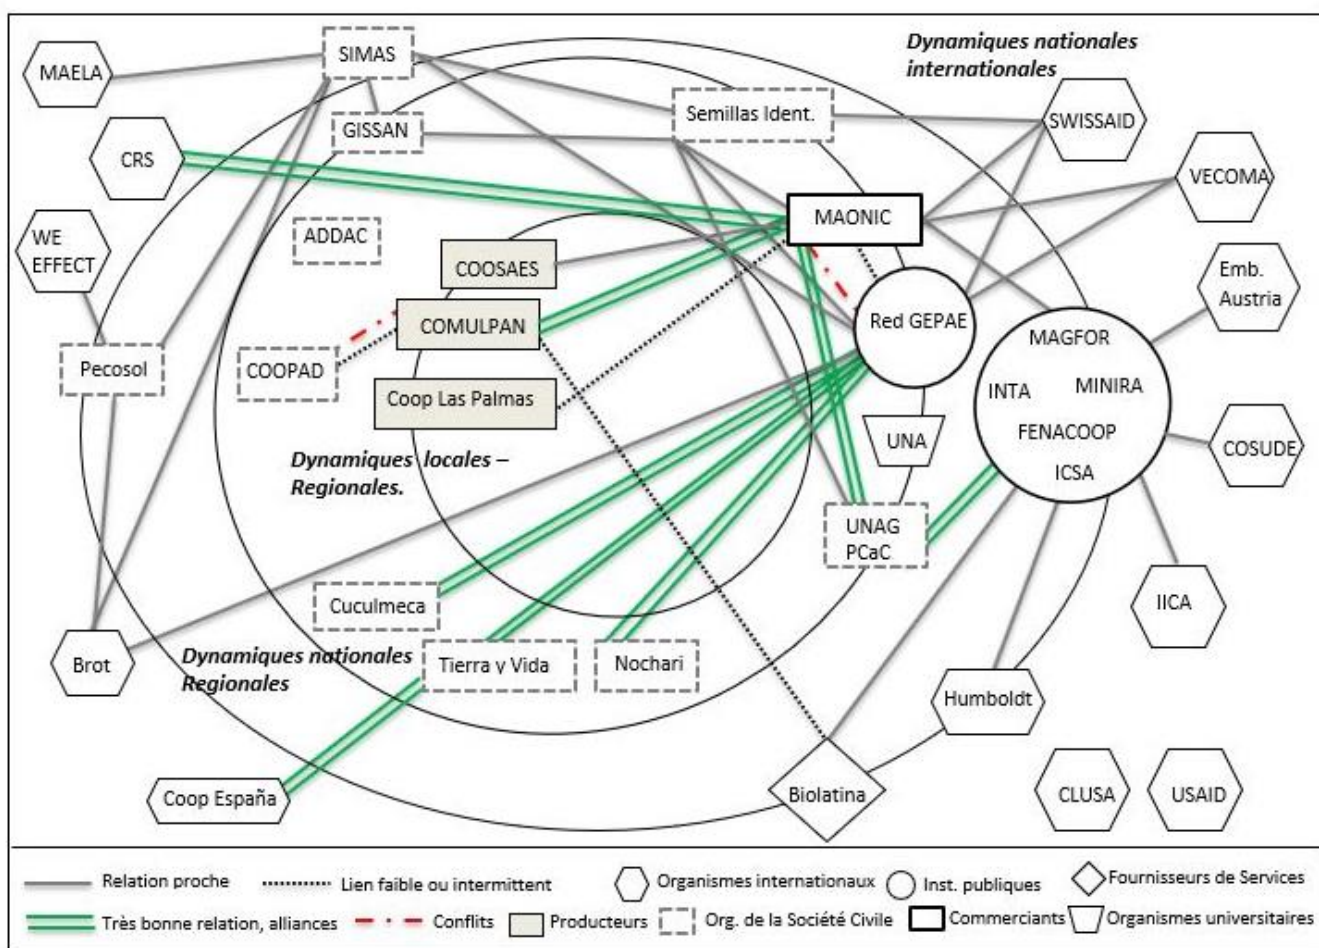 Dynamiques nationales
internationales
SIMAS
MAELA
GISSAN
Semillas Ident.
SWISSAID
CRS
VECOMA
MAONIC
ADDAC
WE
EFFECT
COOSAES
Emb.
Austria
COMULPAN
Red GEPAE
MAGFOR
Pecosol
COOPAD
Coop Las Palmas
INTA
MINIRA
FENACOOP
UNA
COSUDE
ICSA
Dynamiques locales –
Regionales.
UNAG
PCaC
Cuculmeca
IICA
Brot
Dynamiques nationales
Regionales
Tierra y Vida
Nochari
Humboldt
Coop España
Biolatina
CLUSA
USAID
Relation proche
Lien faible ou intermittent
Organismes internationaux
Inst. publiques
Fournisseurs de Services
Très bonne relation, alliances
Conflits
Producteurs
Org. de la Société Civile
Commerciants
Organismes universitaires